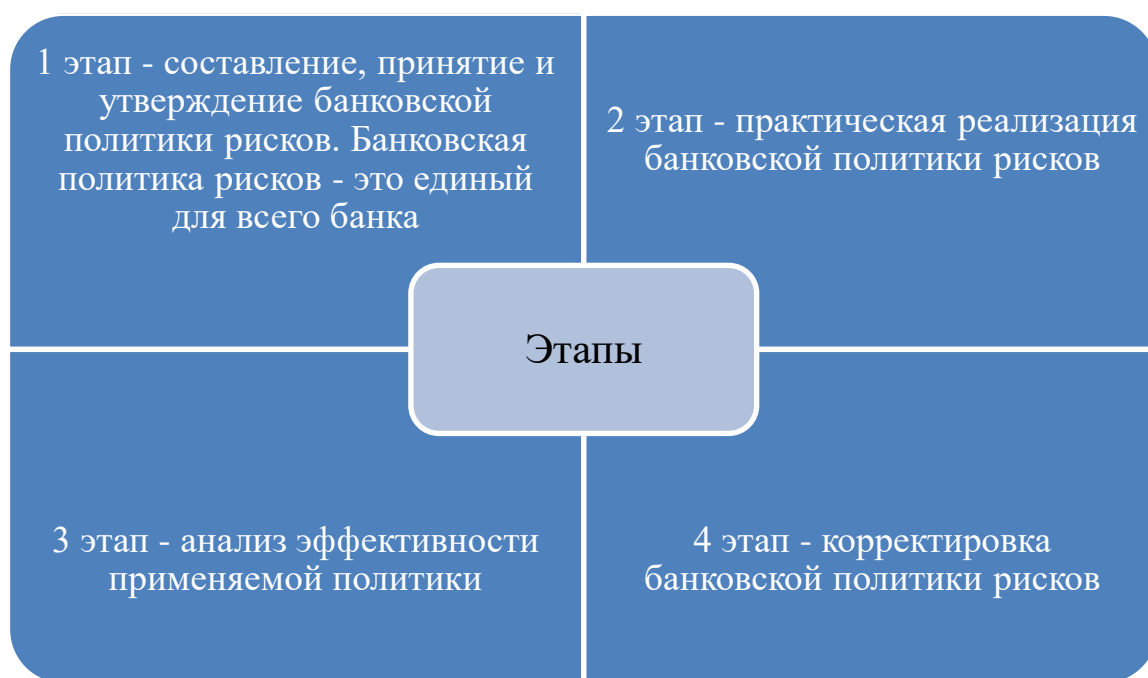 1 этап - составление, принятие и
утверждение банковской
политики рисков. Банковская
политика рисков - это единый
для всего банка
2 этап - практическая реализация
банковской политики рисков
Этапы
3 этап - анализ эффективности
применяемой политики
4 этап - корректировка
банковской политики рисков